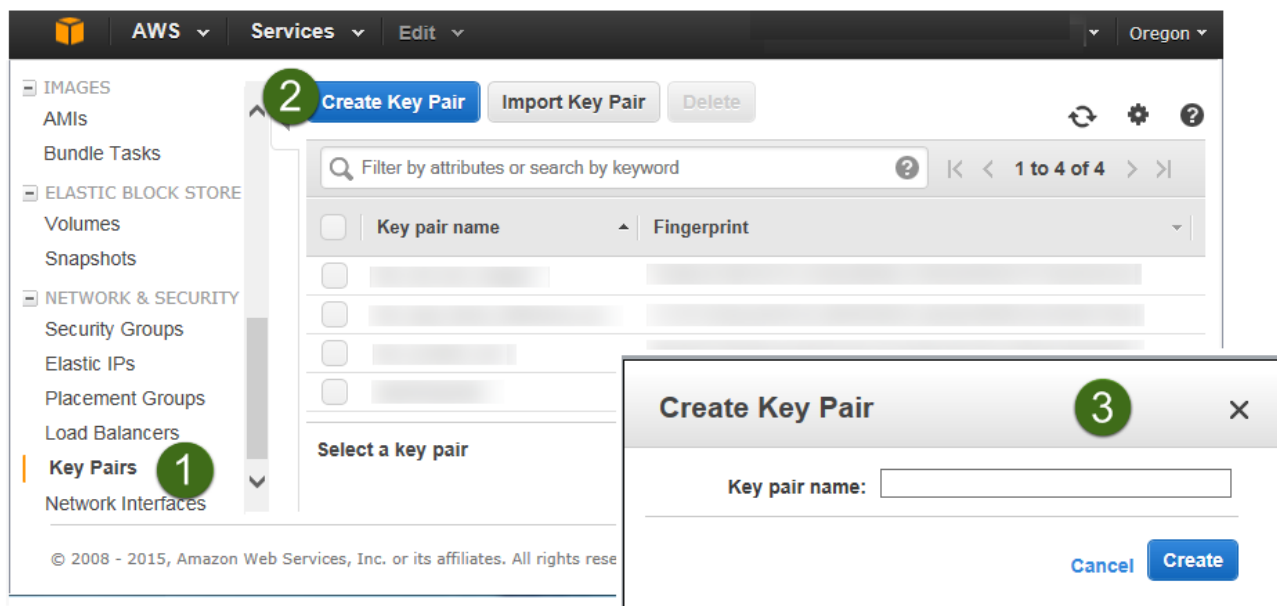 AWS Services Edit Oregon
IMAGES
AMIs
Bundle Tasks
ELASTIC BLOCK STORE
Volumes
Snapshots
NETWORK & SECURITY
Security Groups
Elastic IPs
Placement Groups
Load Balancers
Key Pairs 1
Network Interfaces
2 Create Key Pair Import Key Pair Delete
Filter by attributes or search by keyword ? 1 to 4 of 4
Key pair name Fingerprint
Select a key pair
Create Key Pair 3
Key pair name:
Cancel Create
© 2008 - 2015, Amazon Web Services, Inc. or its affiliates. All rights rese